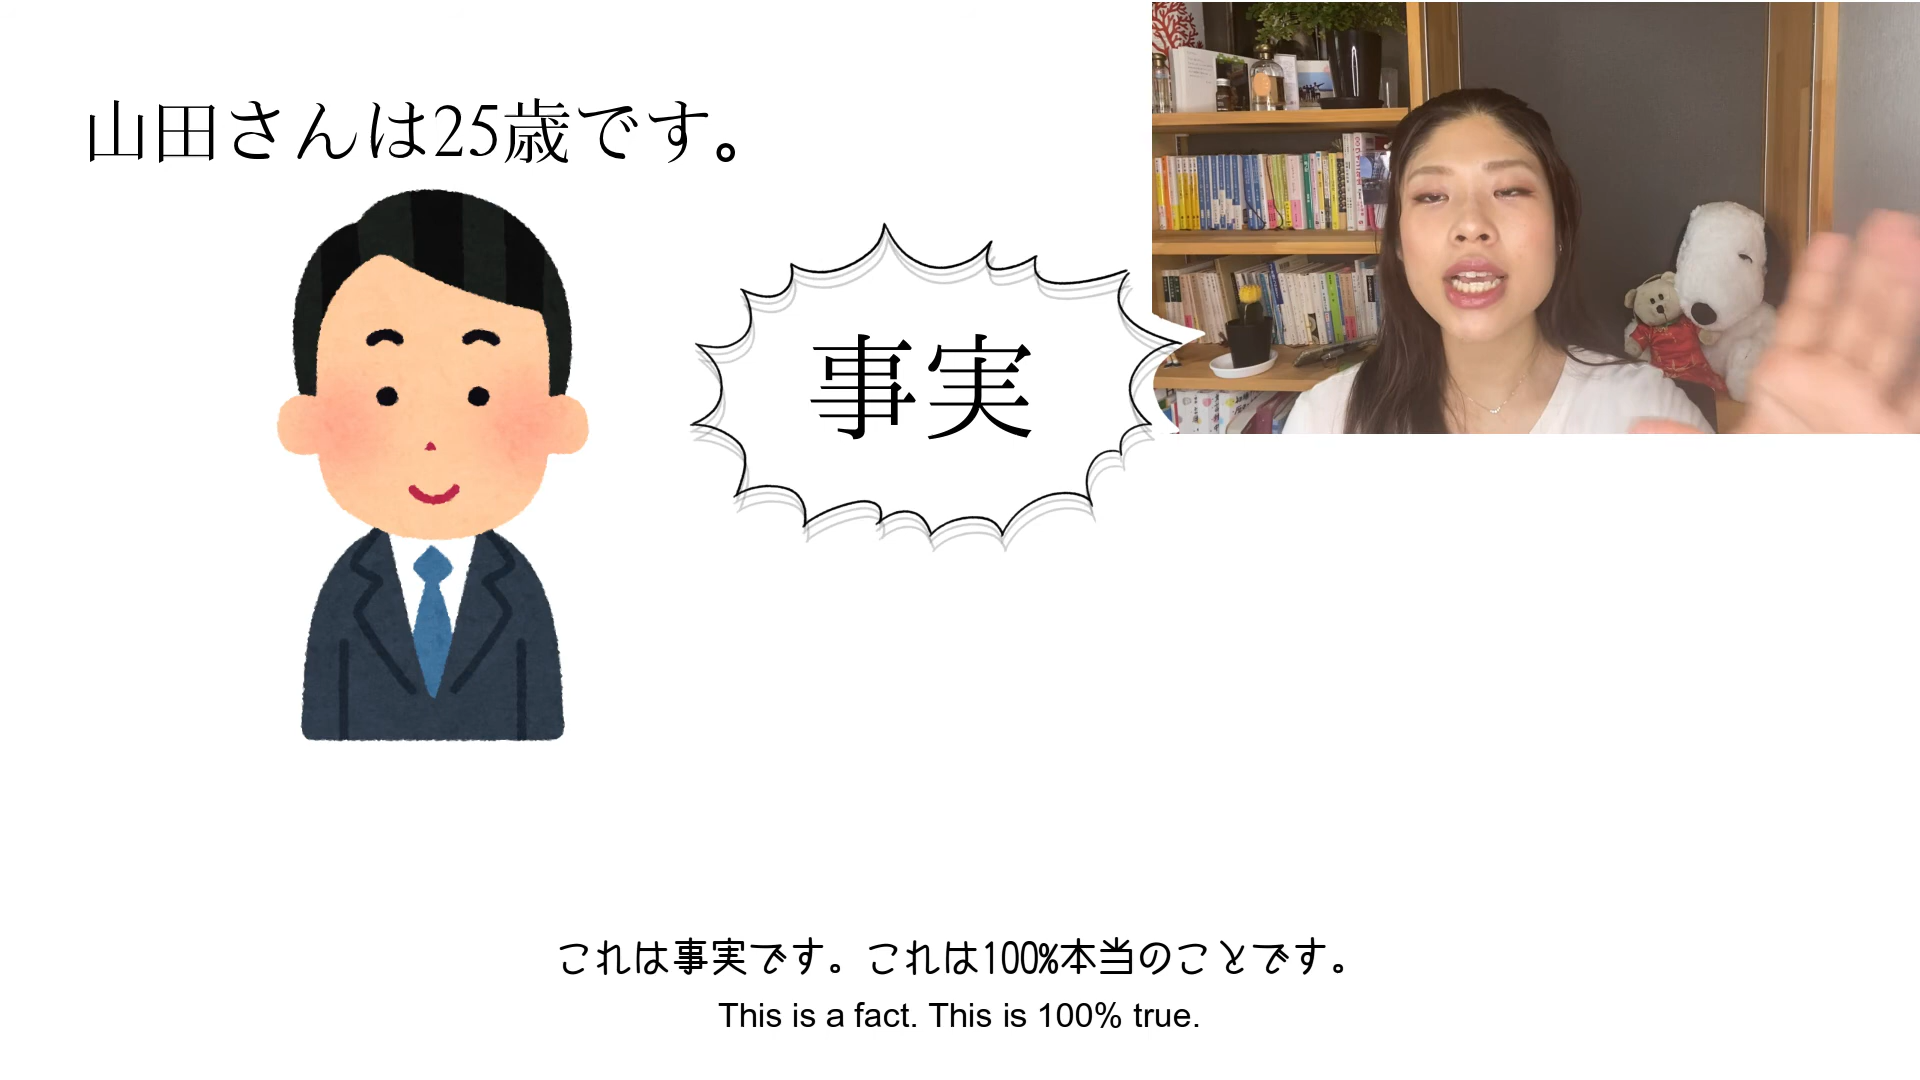 山田さんは25歳です。
事実
これは事実です。これは100%本当のことです。
This is a fact. This is 100% true.